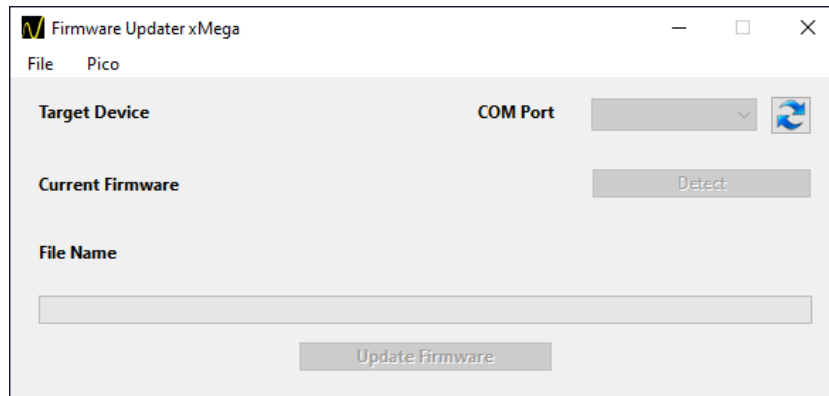 Firmware Updater xMega
File Pico
Target Device COM Port
Current Firmware Detect
File Name
Update Firmware